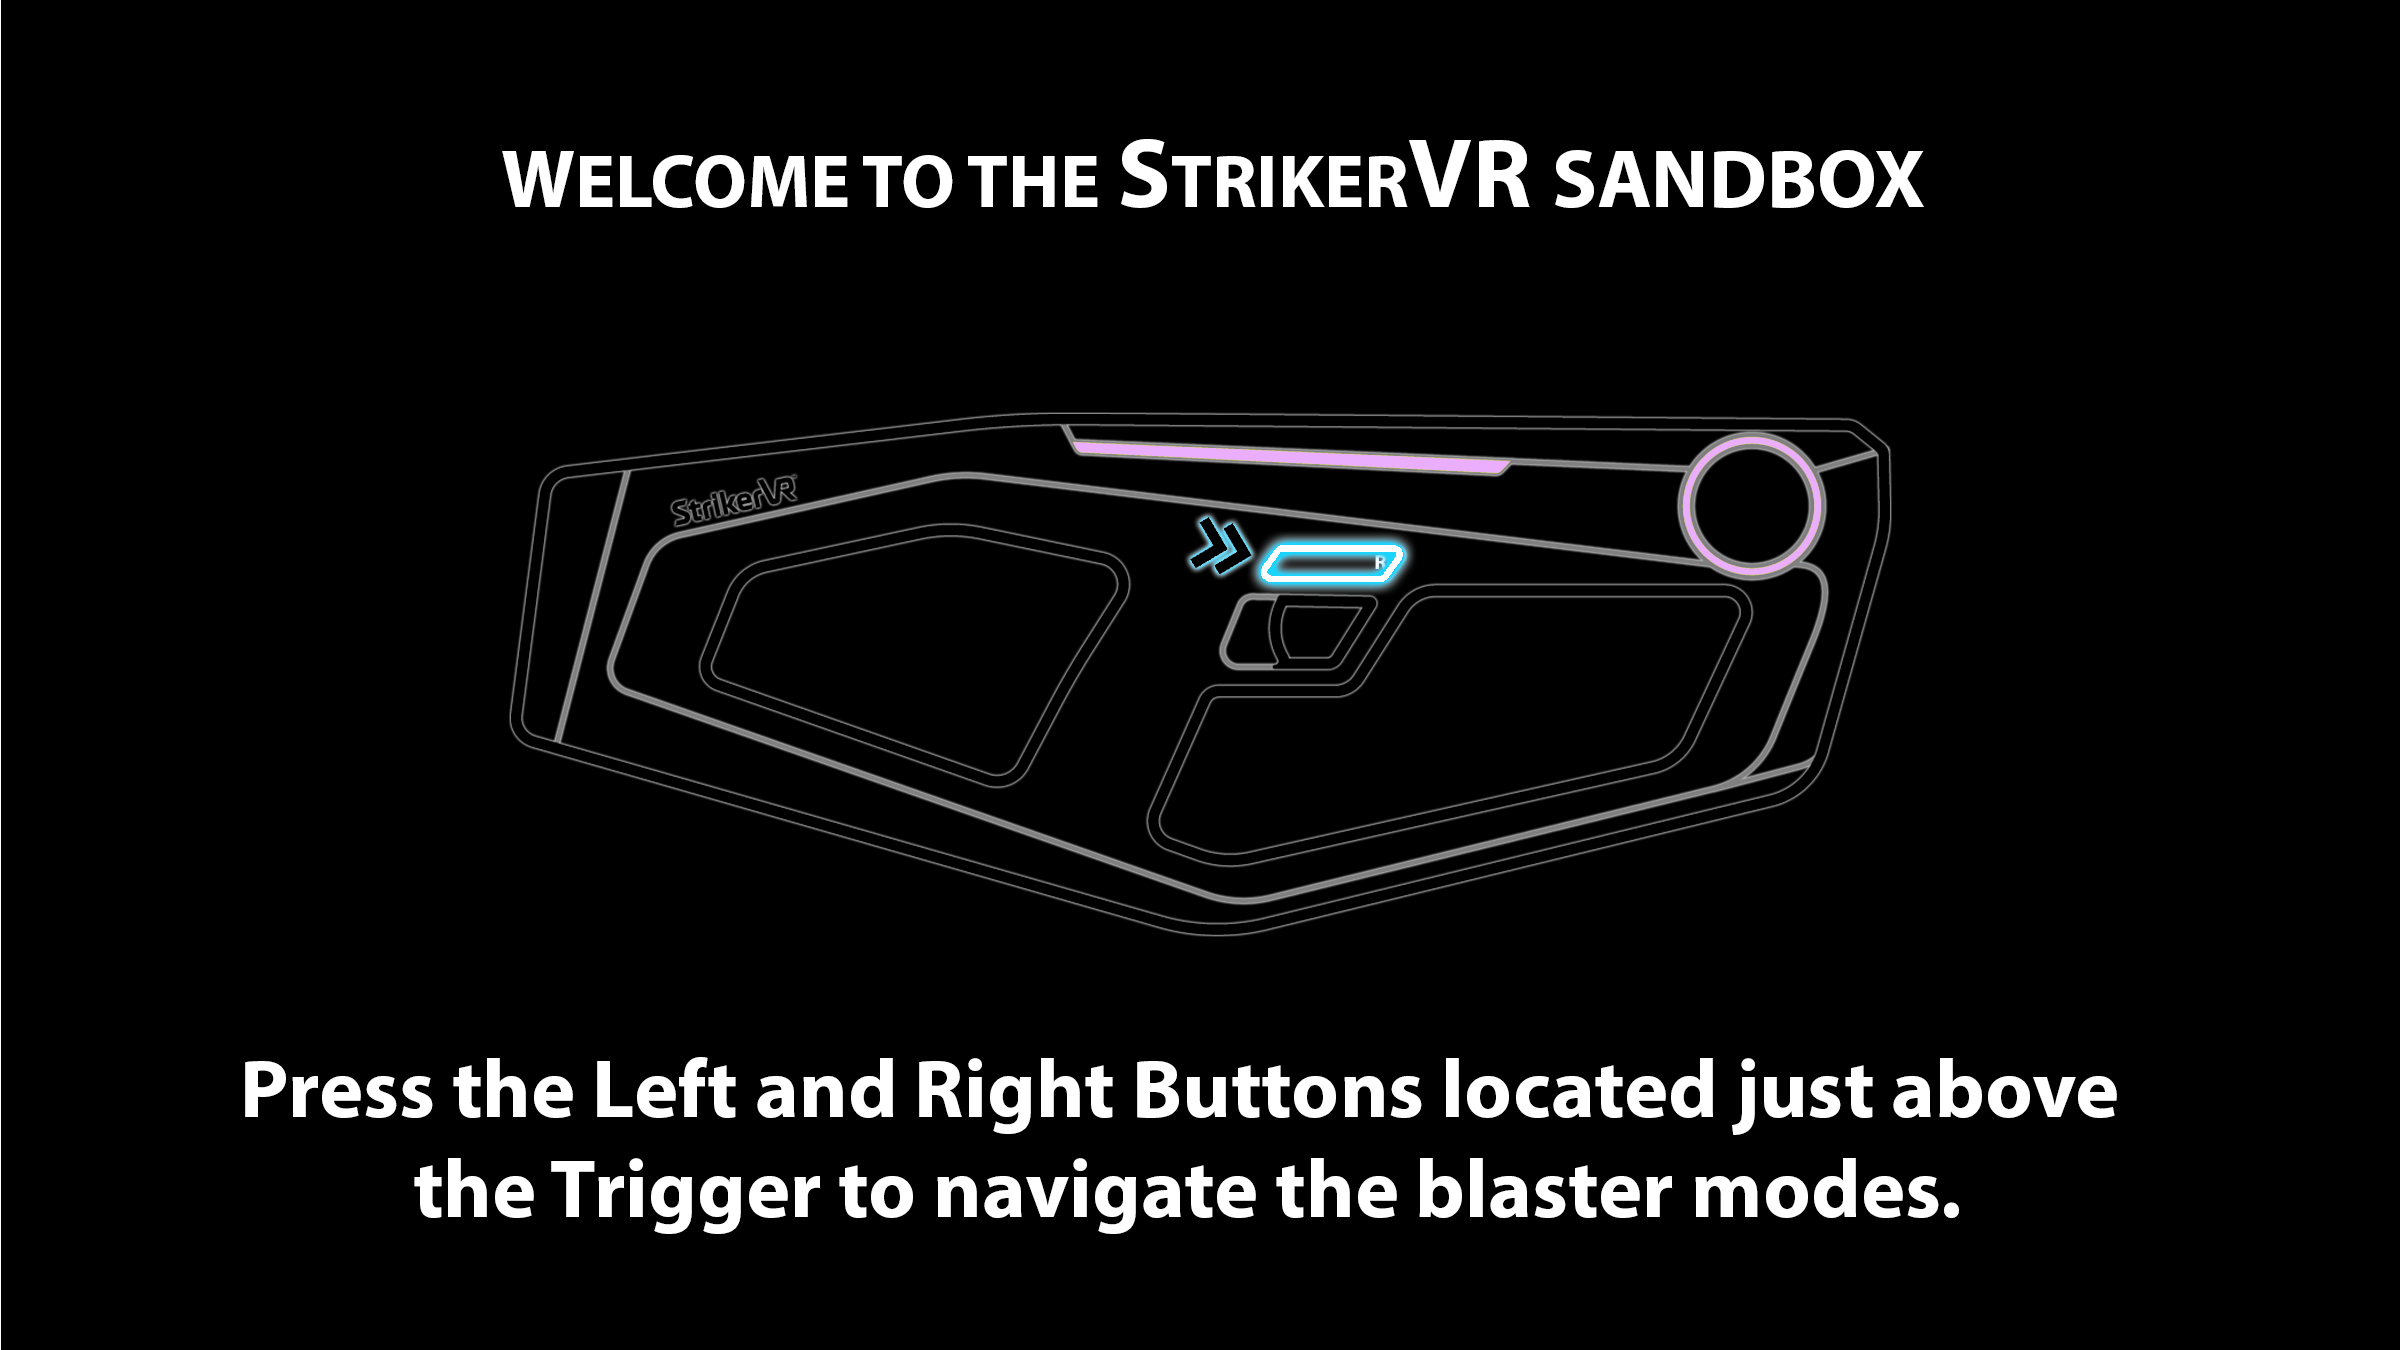 WELCOME TO THE STRIKERVR SANDBOX
StrikerVR
R
Press the Left and Right Buttons located just above
the Trigger to navigate the blaster modes.